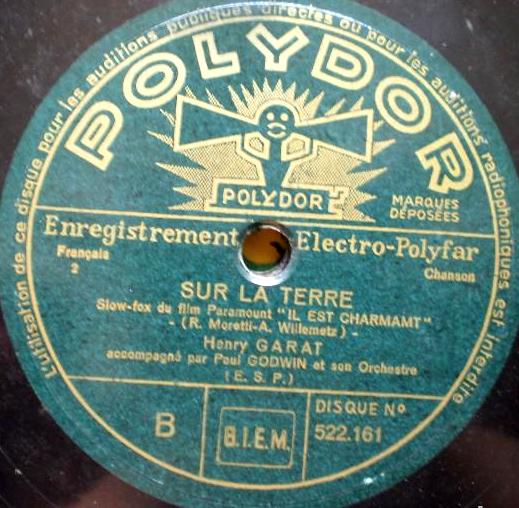 L'utilisation de ce disque pour les auditions publiques directes ou pour les auditions radiophoniques est interdite
POLYDOR
POLYDOR
MARQUES
DÉPOSÉES
Enregistrement Electro-Polyfar
Français
2
Chanson
SUR LA TERRE
Slow-fox du film Paramount "IL EST CHARMAMT"
- (R. Moretti-A. Willemetz) -
Henry GARAT
accompagné par Paul GODWIN et son Orchestre
(E. S. P.)
B
B.I.E.M.
DISQUE No
522.161